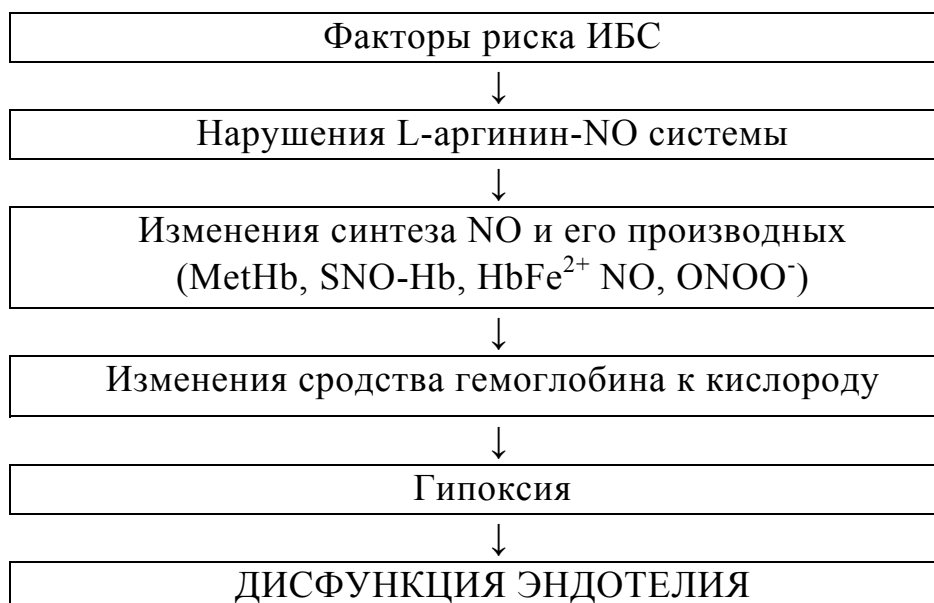 Факторы риска ИБС
↓
Нарушения L-аргинин-NO системы
↓
Изменения синтеза NO и его производных
(MetHb, SNO-Hb, HbFe²⁺ NO, ONOO⁻)
↓
Изменения сродства гемоглобина к кислороду
↓
Гипоксия
↓
ДИСФУНКЦИЯ ЭНДОТЕЛИЯ